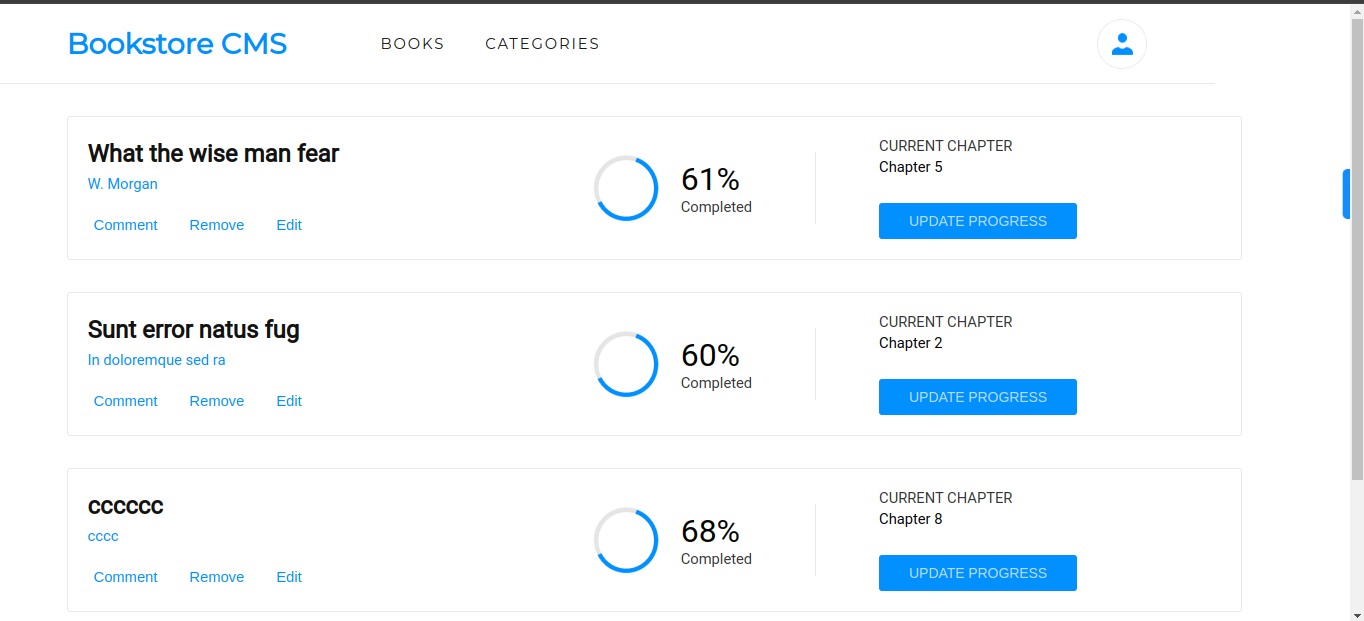 Bookstore CMS BOOKS CATEGORIES
What the wise man fear
W. Morgan
Comment Remove Edit
61%
Completed
CURRENT CHAPTER
Chapter 5
UPDATE PROGRESS
Sunt error natus fug
In doloremque sed ra
Comment Remove Edit
60%
Completed
CURRENT CHAPTER
Chapter 2
UPDATE PROGRESS
cccccc
cccc
Comment Remove Edit
68%
Completed
CURRENT CHAPTER
Chapter 8
UPDATE PROGRESS